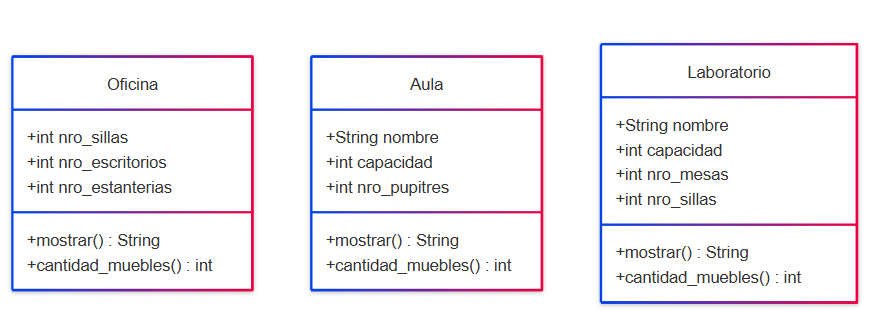 Oficina
+int nro_sillas
+int nro_escritorios
+int nro_estanterias
+mostrar() : String
+cantidad_muebles() : int
Aula
+String nombre
+int capacidad
+int nro_pupitres
+mostrar() : String
+cantidad_muebles() : int
Laboratorio
+String nombre
+int capacidad
+int nro_mesas
+int nro_sillas
+mostrar() : String
+cantidad_muebles() : int